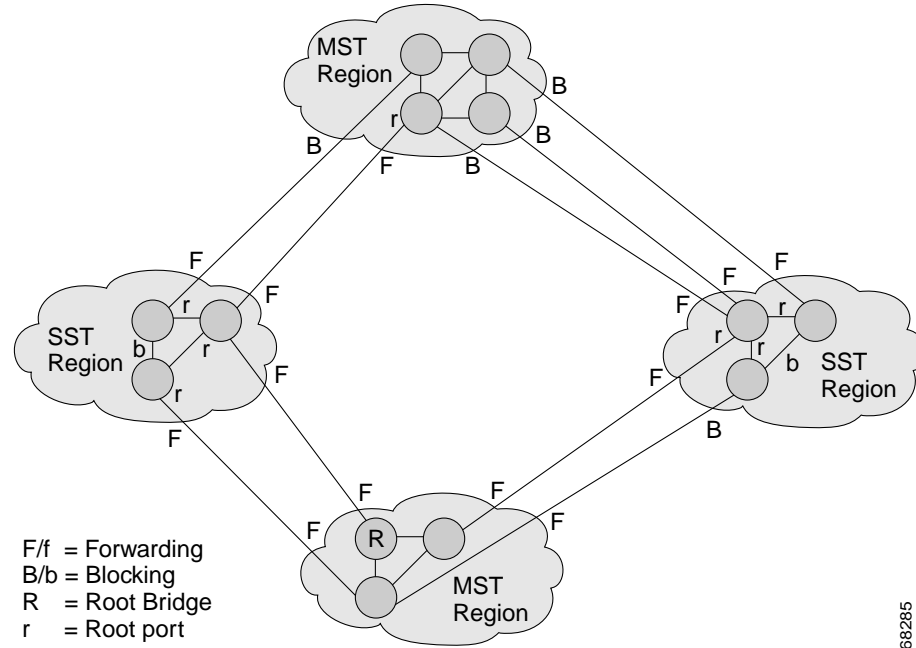 MST
Region
B
r
B
B
F
B
F
F
F
F
F
r
r
SST
Region
b
r
r
r
r
b
SST
Region
F
F
F
B
F
F
F
F
R
MST
Region
F/f = Forwarding
B/b = Blocking
R = Root Bridge
r = Root port
68285